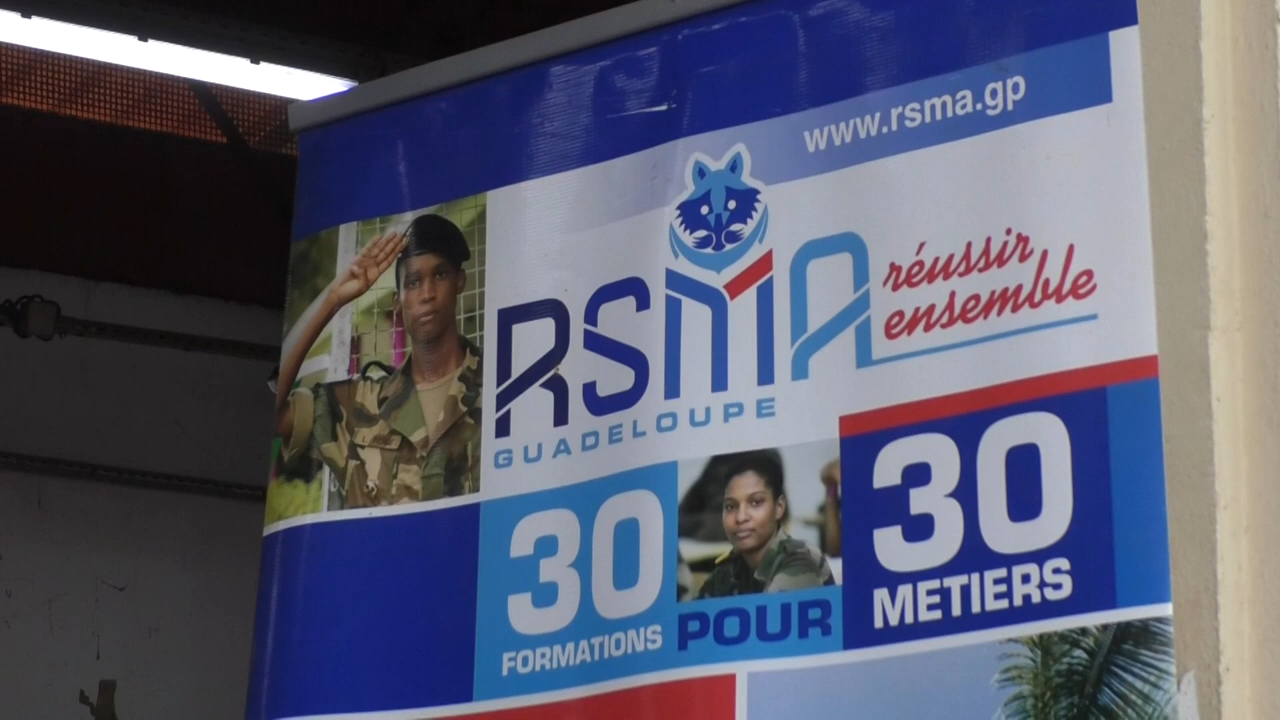 www.rsma.gp
RSMA
réussir
ensemble
GUADELOUPE
30
FORMATIONS
POUR
30
METIERS